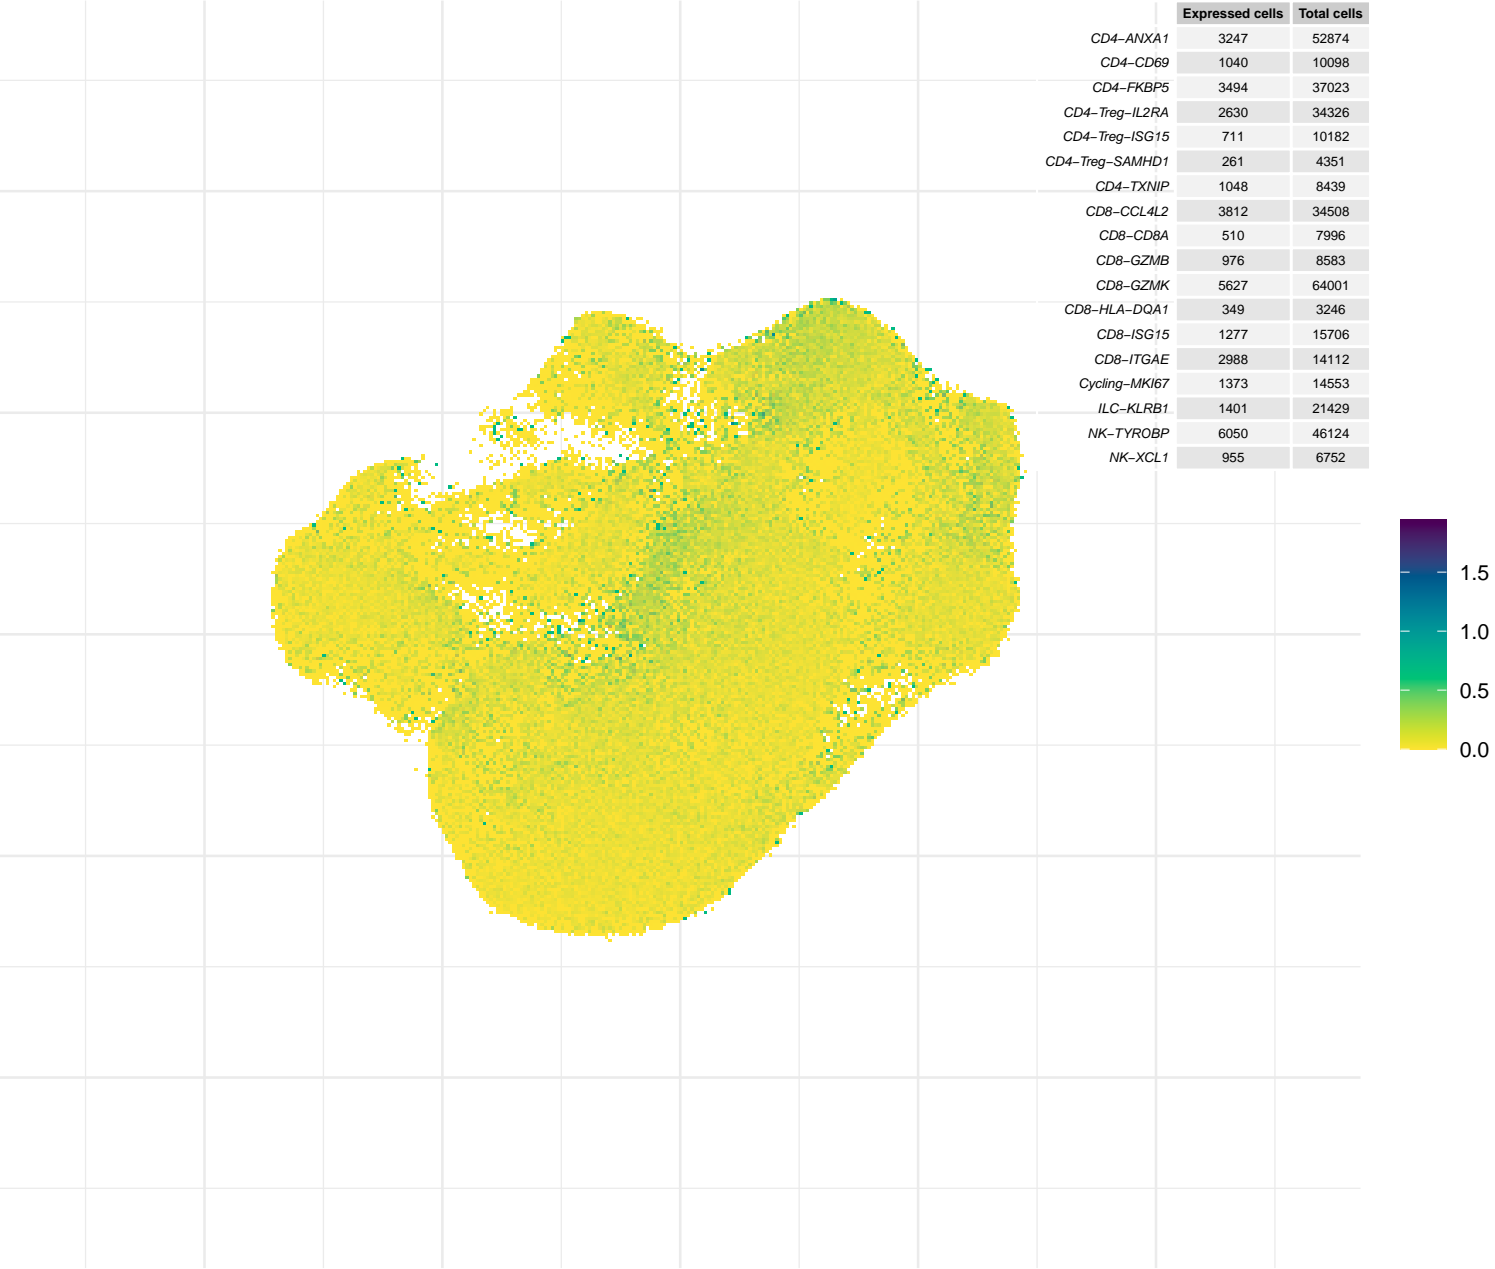 Expressed cells Total cells
CD4−ANXA1 3247 52874
CD4−CD69 1040 10098
CD4−FKBP5 3494 37023
CD4−Treg−IL2RA 2630 34326
CD4−Treg−ISG15 711 10182
CD4−Treg−SAMHD1 261 4351
CD4−TXNIP 1048 8439
CD8−CCL4L2 3812 34508
CD8−CD8A 510 7996
CD8−GZMB 976 8583
CD8−GZMK 5627 64001
CD8−HLA−DQA1 349 3246
CD8−ISG15 1277 15706
CD8−ITGAE 2988 14112
Cycling−MKI67 1373 14553
ILC−KLRB1 1401 21429
NK−TYROBP 6050 46124
NK−XCL1 955 6752
1.5
1.0
0.5
0.0